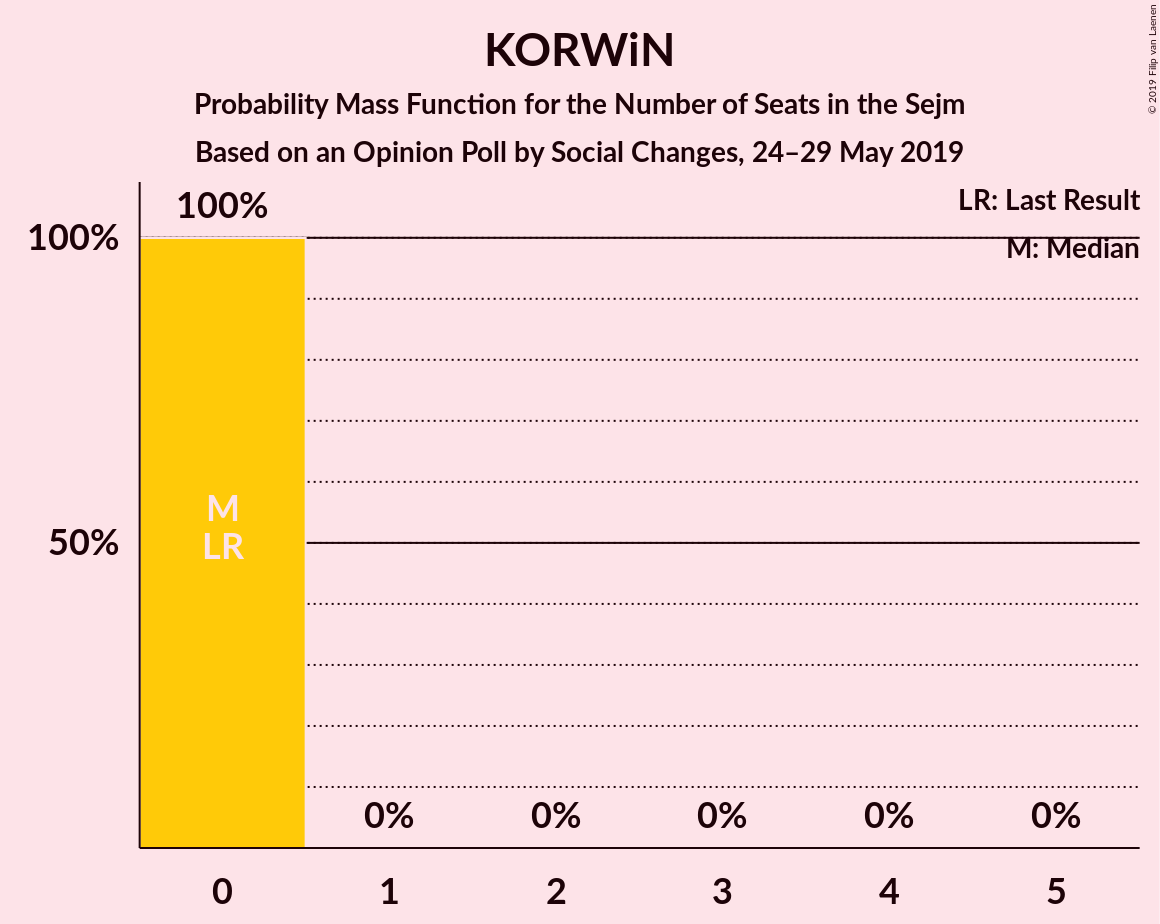 KORWiN
Probability Mass Function for the Number of Seats in the Sejm
Based on an Opinion Poll by Social Changes, 24–29 May 2019
© 2019 Filip van Laenen
LR: Last Result
M: Median
100%
100%
50%
M
LR
0%
0%
0%
0%
0%
0
1
2
3
4
5